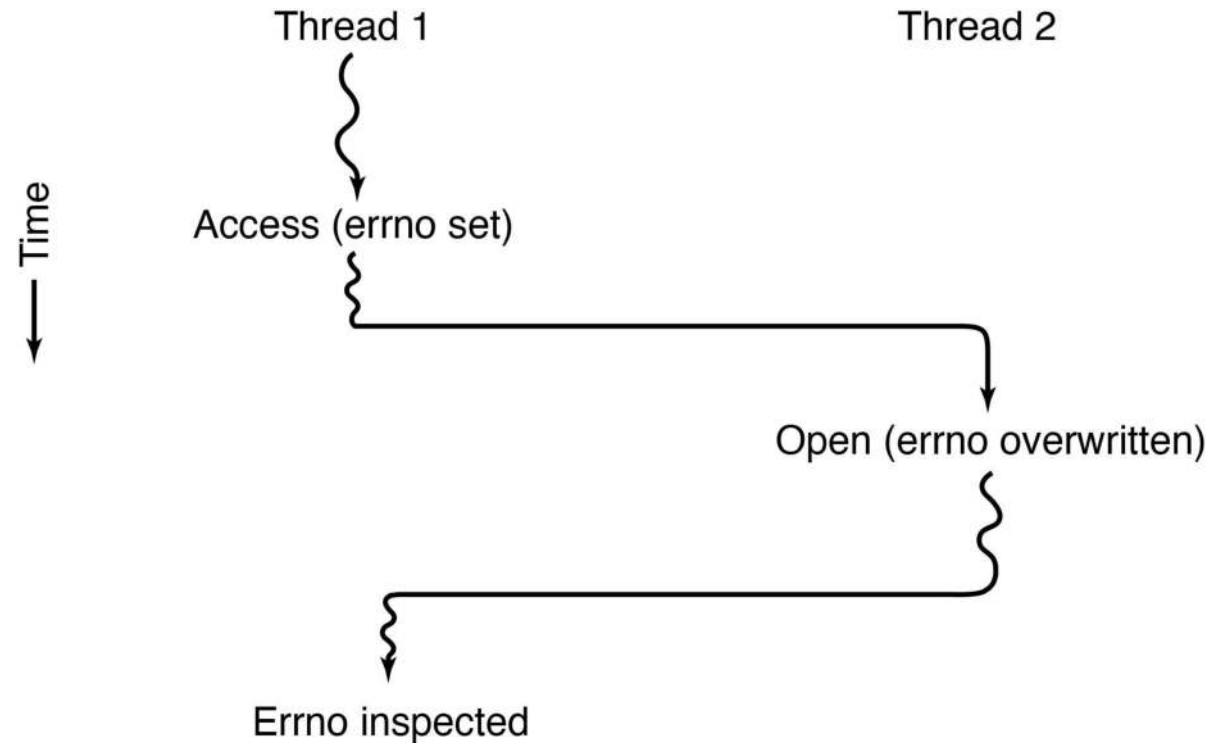 Thread 1
Thread 2
Time
Access (errno set)
Open (errno overwritten)
Errno inspected